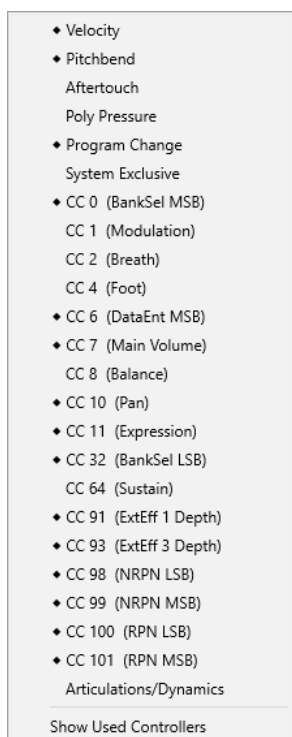 ◆ Velocity
◆ Pitchbend
Aftertouch
Poly Pressure
◆ Program Change
System Exclusive
◆ CC 0 (BankSel MSB)
CC 1 (Modulation)
CC 2 (Breath)
CC 4 (Foot)
◆ CC 6 (DataEnt MSB)
◆ CC 7 (Main Volume)
CC 8 (Balance)
◆ CC 10 (Pan)
◆ CC 11 (Expression)
◆ CC 32 (BankSel LSB)
CC 64 (Sustain)
◆ CC 91 (ExtEff 1 Depth)
◆ CC 93 (ExtEff 3 Depth)
◆ CC 98 (NRPN LSB)
◆ CC 99 (NRPN MSB)
◆ CC 100 (RPN LSB)
◆ CC 101 (RPN MSB)
Articulations/Dynamics
Show Used Controllers